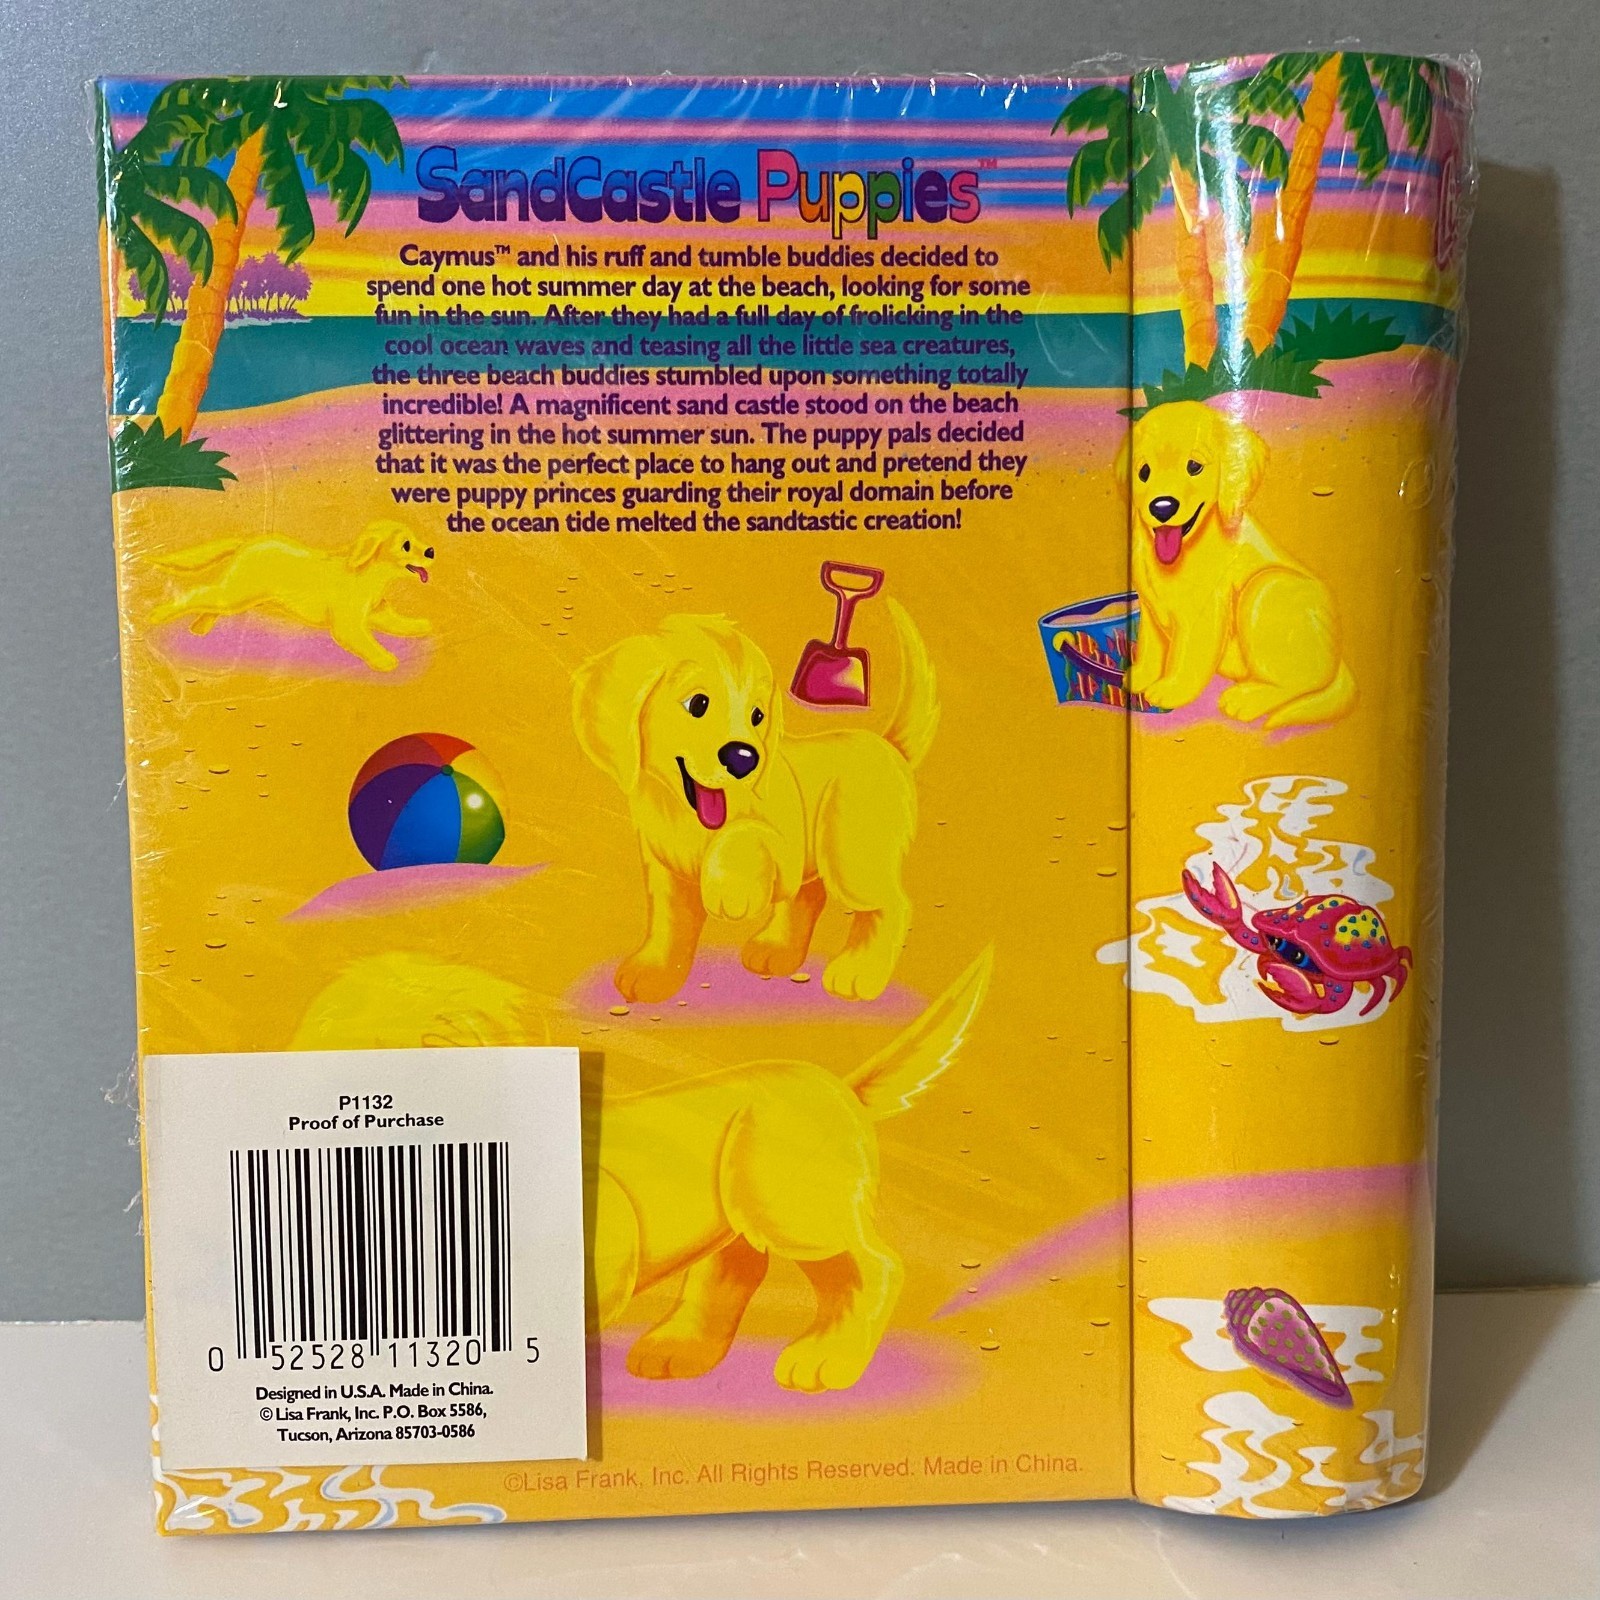 SandCastle Puppies™
Caymus™ and his ruff and tumble buddies decided to
spend one hot summer day at the beach, looking for some
fun in the sun. After they had a full day of frolicking in the
cool ocean waves and teasing all the little sea creatures,
the three beach buddies stumbled upon something totally
incredible! A magnificent sand castle stood on the beach
glittering in the hot summer sun. The puppy pals decided
that it was the perfect place to hang out and pretend they
were puppy princes guarding their royal domain before
the ocean tide melted the sandtastic creation!
P1132
Proof of Purchase
0 52528 11320 5
Designed in U.S.A. Made in China.
© Lisa Frank, Inc. P.O. Box 5586,
Tucson, Arizona 85703-0586
©Lisa Frank, Inc. All Rights Reserved. Made in China.